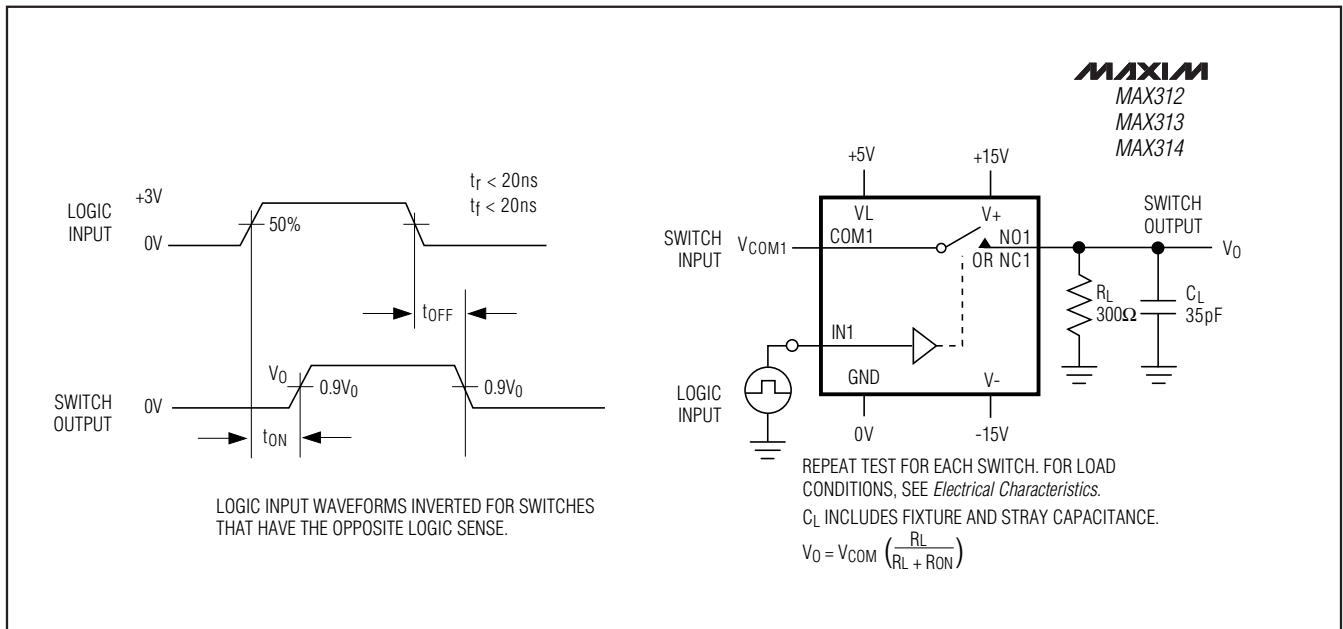 MAXIM
MAX312
MAX313
MAX314
LOGIC
INPUT
+3V
0V
50%
tr < 20ns
tf < 20ns
tOFF
SWITCH
OUTPUT
0V
VO
0.9V0
0.9V0
tON
LOGIC INPUT WAVEFORMS INVERTED FOR SWITCHES
THAT HAVE THE OPPOSITE LOGIC SENSE.
+5V
+15V
VL
V+
SWITCH
INPUT
VCOM1
COM1
NO1
OR NC1
SWITCH
OUTPUT
VO
RL
300Ω
CL
35pF
IN1
LOGIC
INPUT
GND
V-
0V
-15V
REPEAT TEST FOR EACH SWITCH. FOR LOAD
CONDITIONS, SEE Electrical Characteristics.
CL INCLUDES FIXTURE AND STRAY CAPACITANCE.
VO = VCOM (RL / RL + RON)